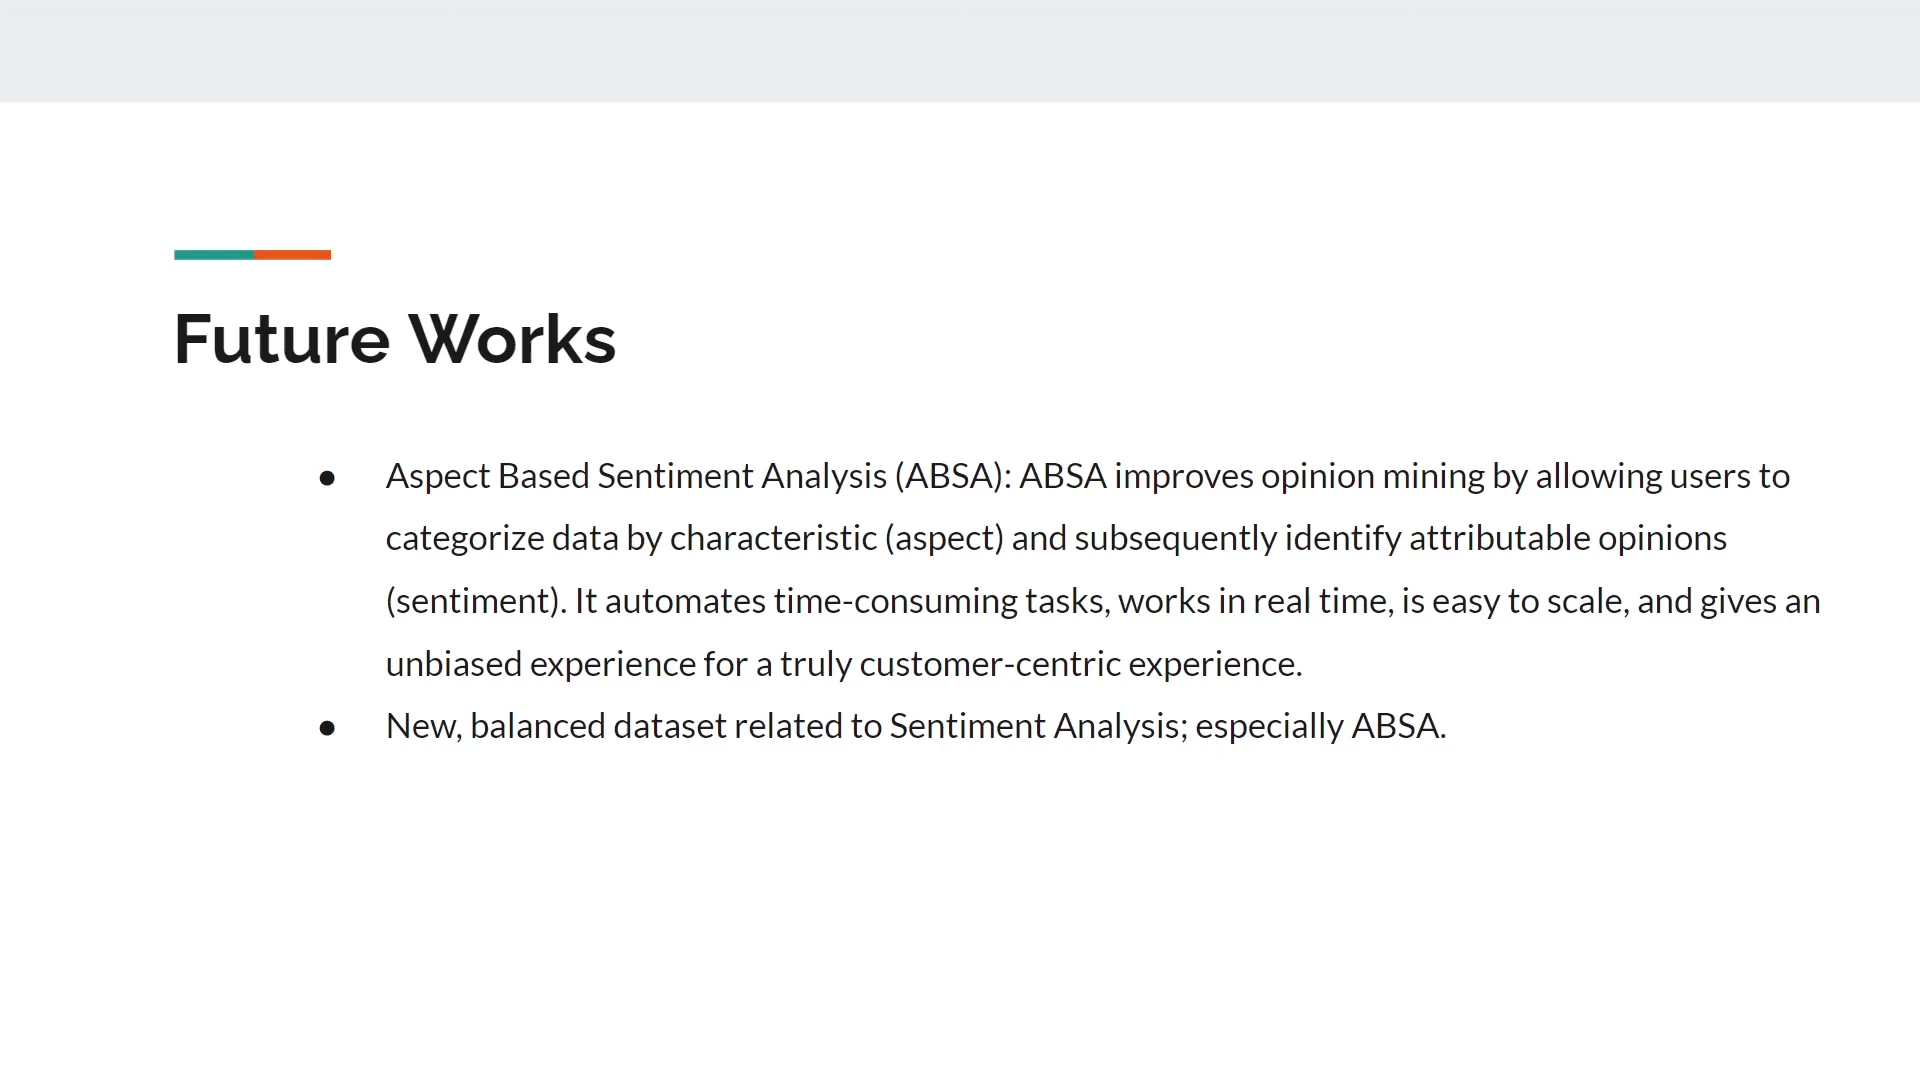 Future Works
● Aspect Based Sentiment Analysis (ABSA): ABSA improves opinion mining by allowing users to
categorize data by characteristic (aspect) and subsequently identify attributable opinions
(sentiment). It automates time-consuming tasks, works in real time, is easy to scale, and gives an
unbiased experience for a truly customer-centric experience.
● New, balanced dataset related to Sentiment Analysis; especially ABSA.